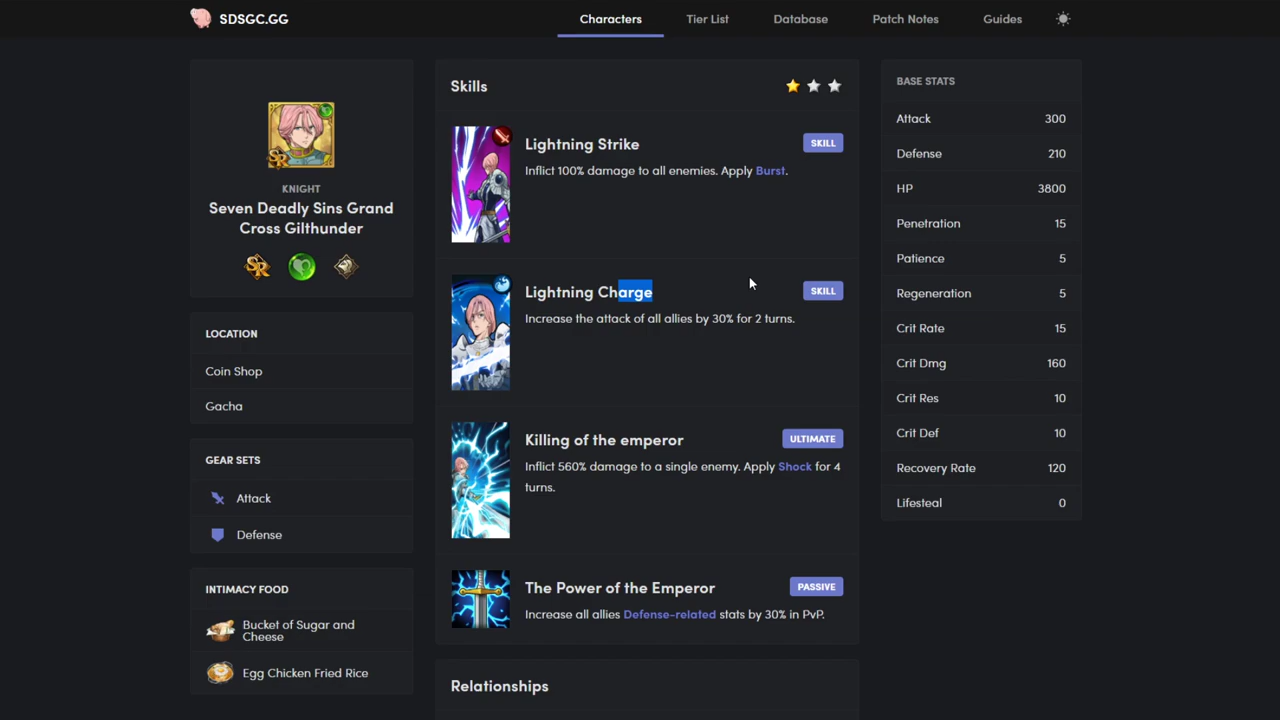 SDSGC.GG
Characters
Tier List
Database
Patch Notes
Guides
SR
KNIGHT
Seven Deadly Sins Grand
Cross Gilthunder
SR
LOCATION
Coin Shop
Gacha
GEAR SETS
Attack
Defense
INTIMACY FOOD
Bucket of Sugar and
Cheese
Egg Chicken Fried Rice
Skills
Lightning Strike
SKILL
Inflict 100% damage to all enemies. Apply Burst.
Lightning Charge
SKILL
Increase the attack of all allies by 30% for 2 turns.
Killing of the emperor
ULTIMATE
Inflict 560% damage to a single enemy. Apply Shock for 4
turns.
The Power of the Emperor
PASSIVE
Increase all allies Defense-related stats by 30% in PvP.
Relationships
BASE STATS
Attack 300
Defense 210
HP 3800
Penetration 15
Patience 5
Regeneration 5
Crit Rate 15
Crit Dmg 160
Crit Res 10
Crit Def 10
Recovery Rate 120
Lifesteal 0